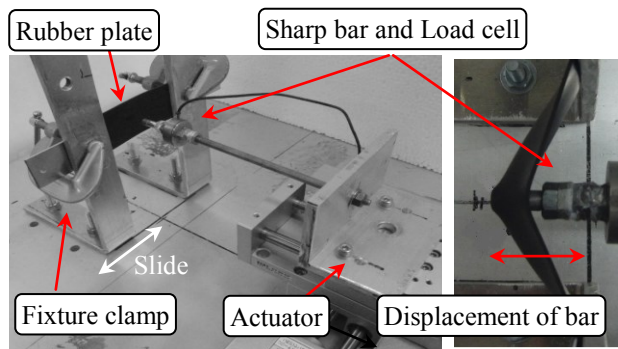 Rubber plate
Sharp bar and Load cell
Slide
Fixture clamp
Actuator
Displacement of bar